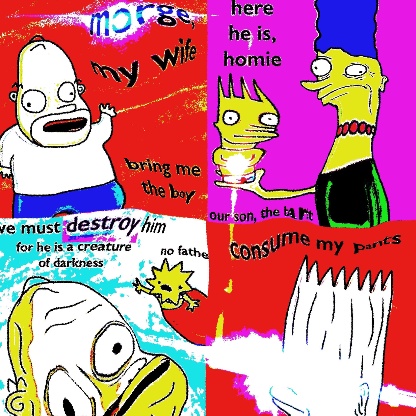 morge,
my wife
bring me
the boy
here
he is,
homie
our son, the bart
we must destroy him
for he is a creature
of darkness
no fathe
consume my pants